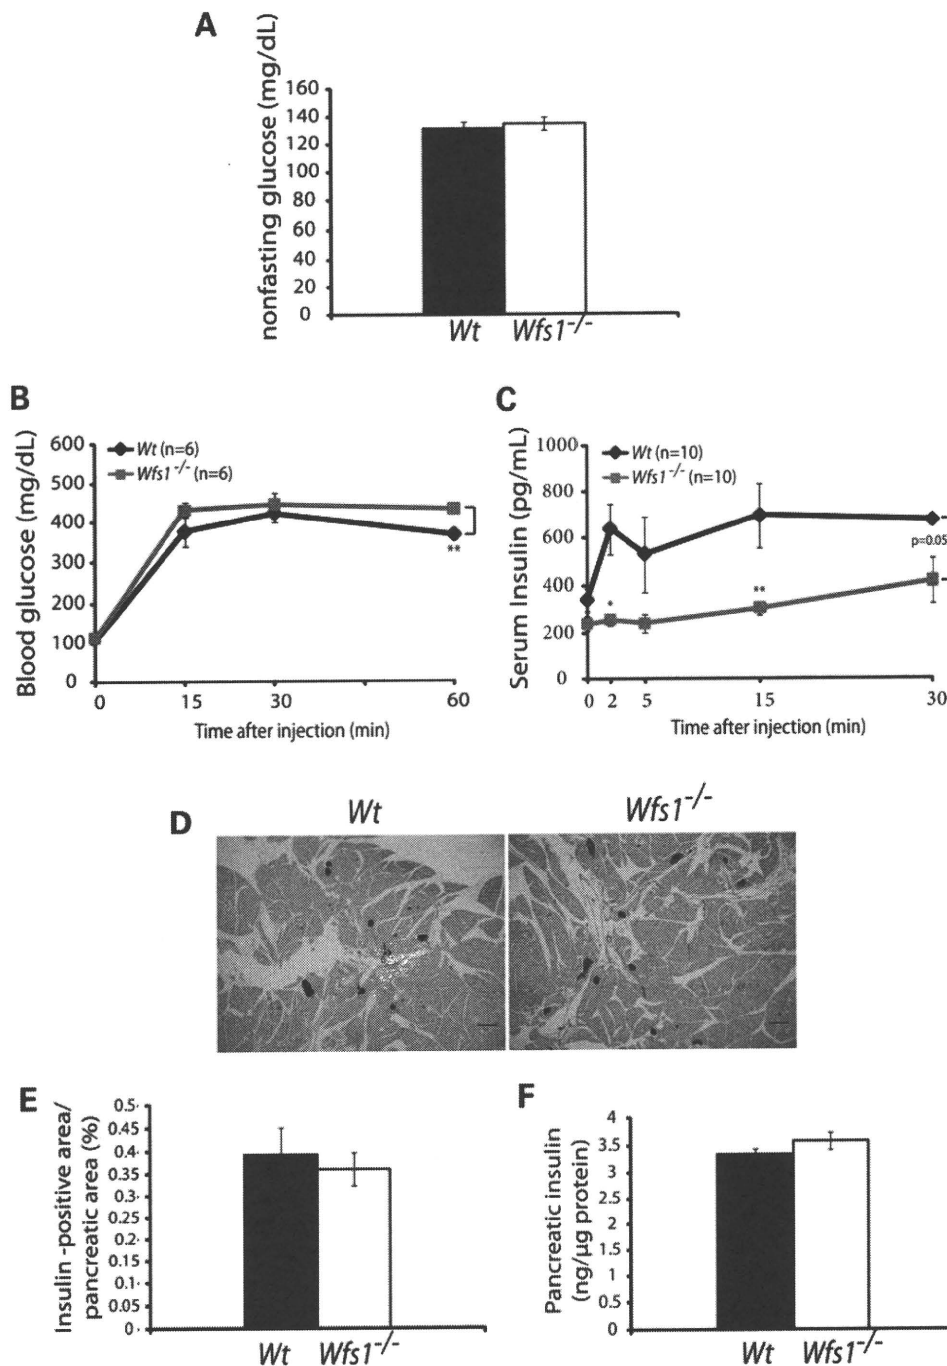 A
nonfasting glucose (mg/dL)
160
140
120
100
80
60
40
20
0
Wt Wfs1-/-
B
Blood glucose (mg/dL)
600
500
400
300
200
100
0
Wt (n=6)
Wfs1-/- (n=6)
**
0 15 30 60
Time after injection (min)
C
Serum Insulin (pg/mL)
1000
800
600
400
200
0
Wt (n=10)
Wfs1-/- (n=10)
p=0.05
**
*
*
0 2 5 15 30
Time after injection (min)
D
Wt Wfs1-/-
E
Insulin -positive area/
pancreatic area (%)
0.5
0.45
0.4
0.35
0.3
0.25
0.2
0.15
0.1
0.05
0
Wt Wfs1-/-
F
Pancreatic insulin
(ng/μg protein)
4
3.5
3
2.5
2
1.5
1
0.5
0
Wt Wfs1-/-